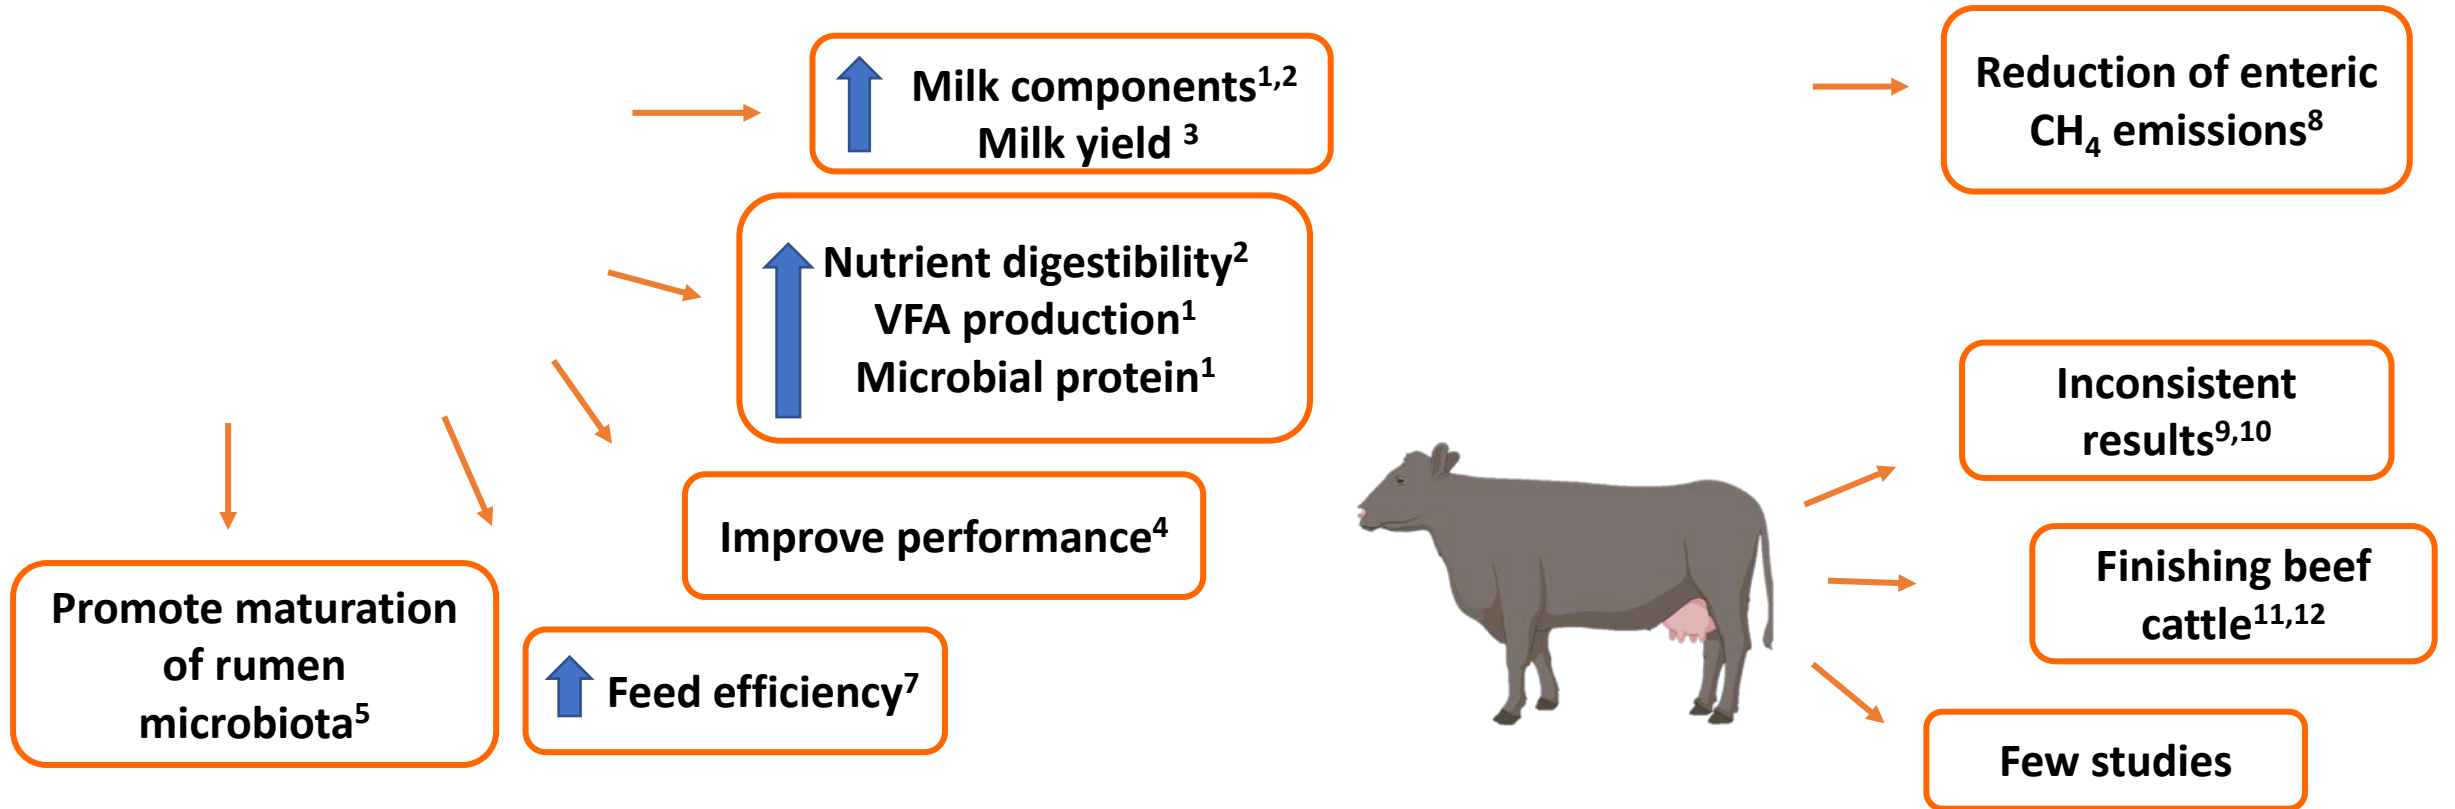 Milk components1,2
Milk yield 3
Nutrient digestibility2
VFA production1
Microbial protein1
Improve performance4
Promote maturation
of rumen
microbiota5
Feed efficiency7
Reduction of enteric
CH4 emissions8
Inconsistent
results9,10
Finishing beef
cattle11,12
Few studies